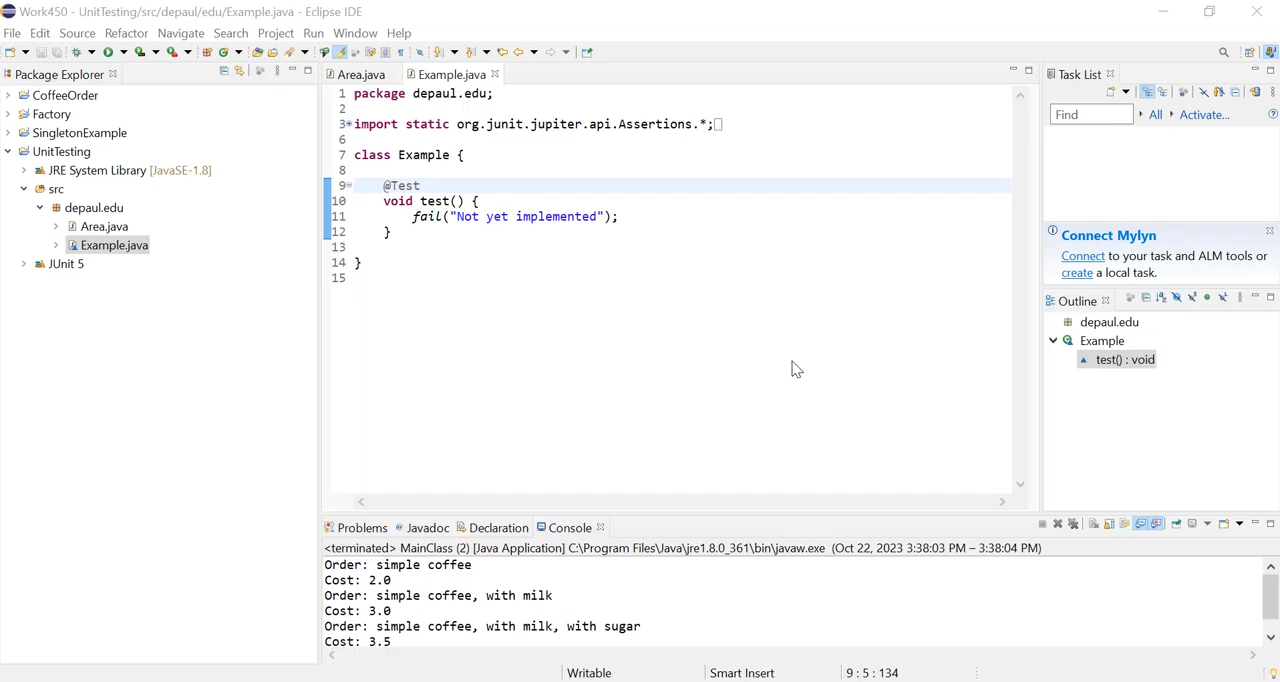 Work450 - UnitTesting/src/depaul/edu/Example.java - Eclipse IDE
File Edit Source Refactor Navigate Search Project Run Window Help
Package Explorer
CoffeeOrder
Factory
SingletonExample
UnitTesting
JRE System Library [JavaSE-1.8]
src
depaul.edu
Area.java
Example.java
JUnit 5
Area.java Example.java
1 package depaul.edu;
2
3 import static org.junit.jupiter.api.Assertions.*;
6
7 class Example {
8
9 @Test
10 void test() {
11 fail("Not yet implemented");
12 }
13
14 }
15
Task List
Find All Activate...
Connect Mylyn
Connect to your task and ALM tools or
create a local task.
Outline
depaul.edu
Example
test() : void
Problems Javadoc Declaration Console
<terminated> MainClass (2) [Java Application] C:\Program Files\Java\jre1.8.0_361\bin\javaw.exe (Oct 22, 2023 3:38:03 PM – 3:38:04 PM)
Order: simple coffee
Cost: 2.0
Order: simple coffee, with milk
Cost: 3.0
Order: simple coffee, with milk, with sugar
Cost: 3.5
Writable Smart Insert 9 : 5 : 134